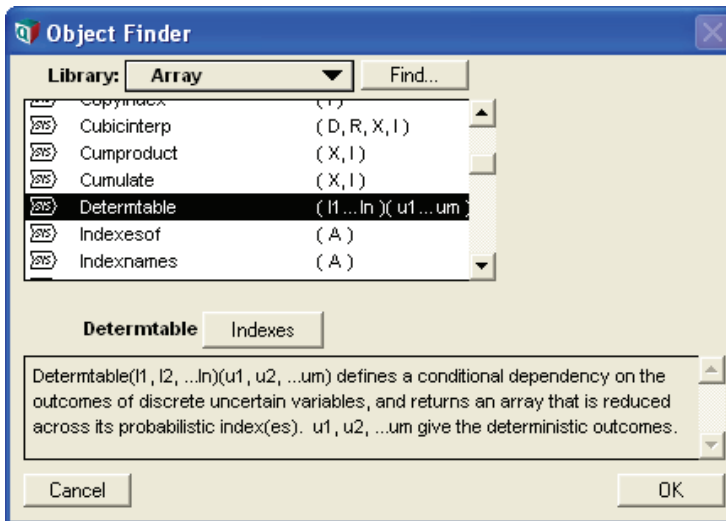 Object Finder
Library: Array Find...
Copyindex ( I )
Cubicinterp ( D, R, X, I )
Cumproduct ( X, I )
Cumulate ( X, I )
Determtable ( I1...In )( u1...um )
Indexesof ( A )
Indexnames ( A )
Determtable Indexes
Determtable(I1, I2, ...In)(u1, u2, ...um) defines a conditional dependency on the
outcomes of discrete uncertain variables, and returns an array that is reduced
across its probabilistic index(es). u1, u2, ...um give the deterministic outcomes.
Cancel OK